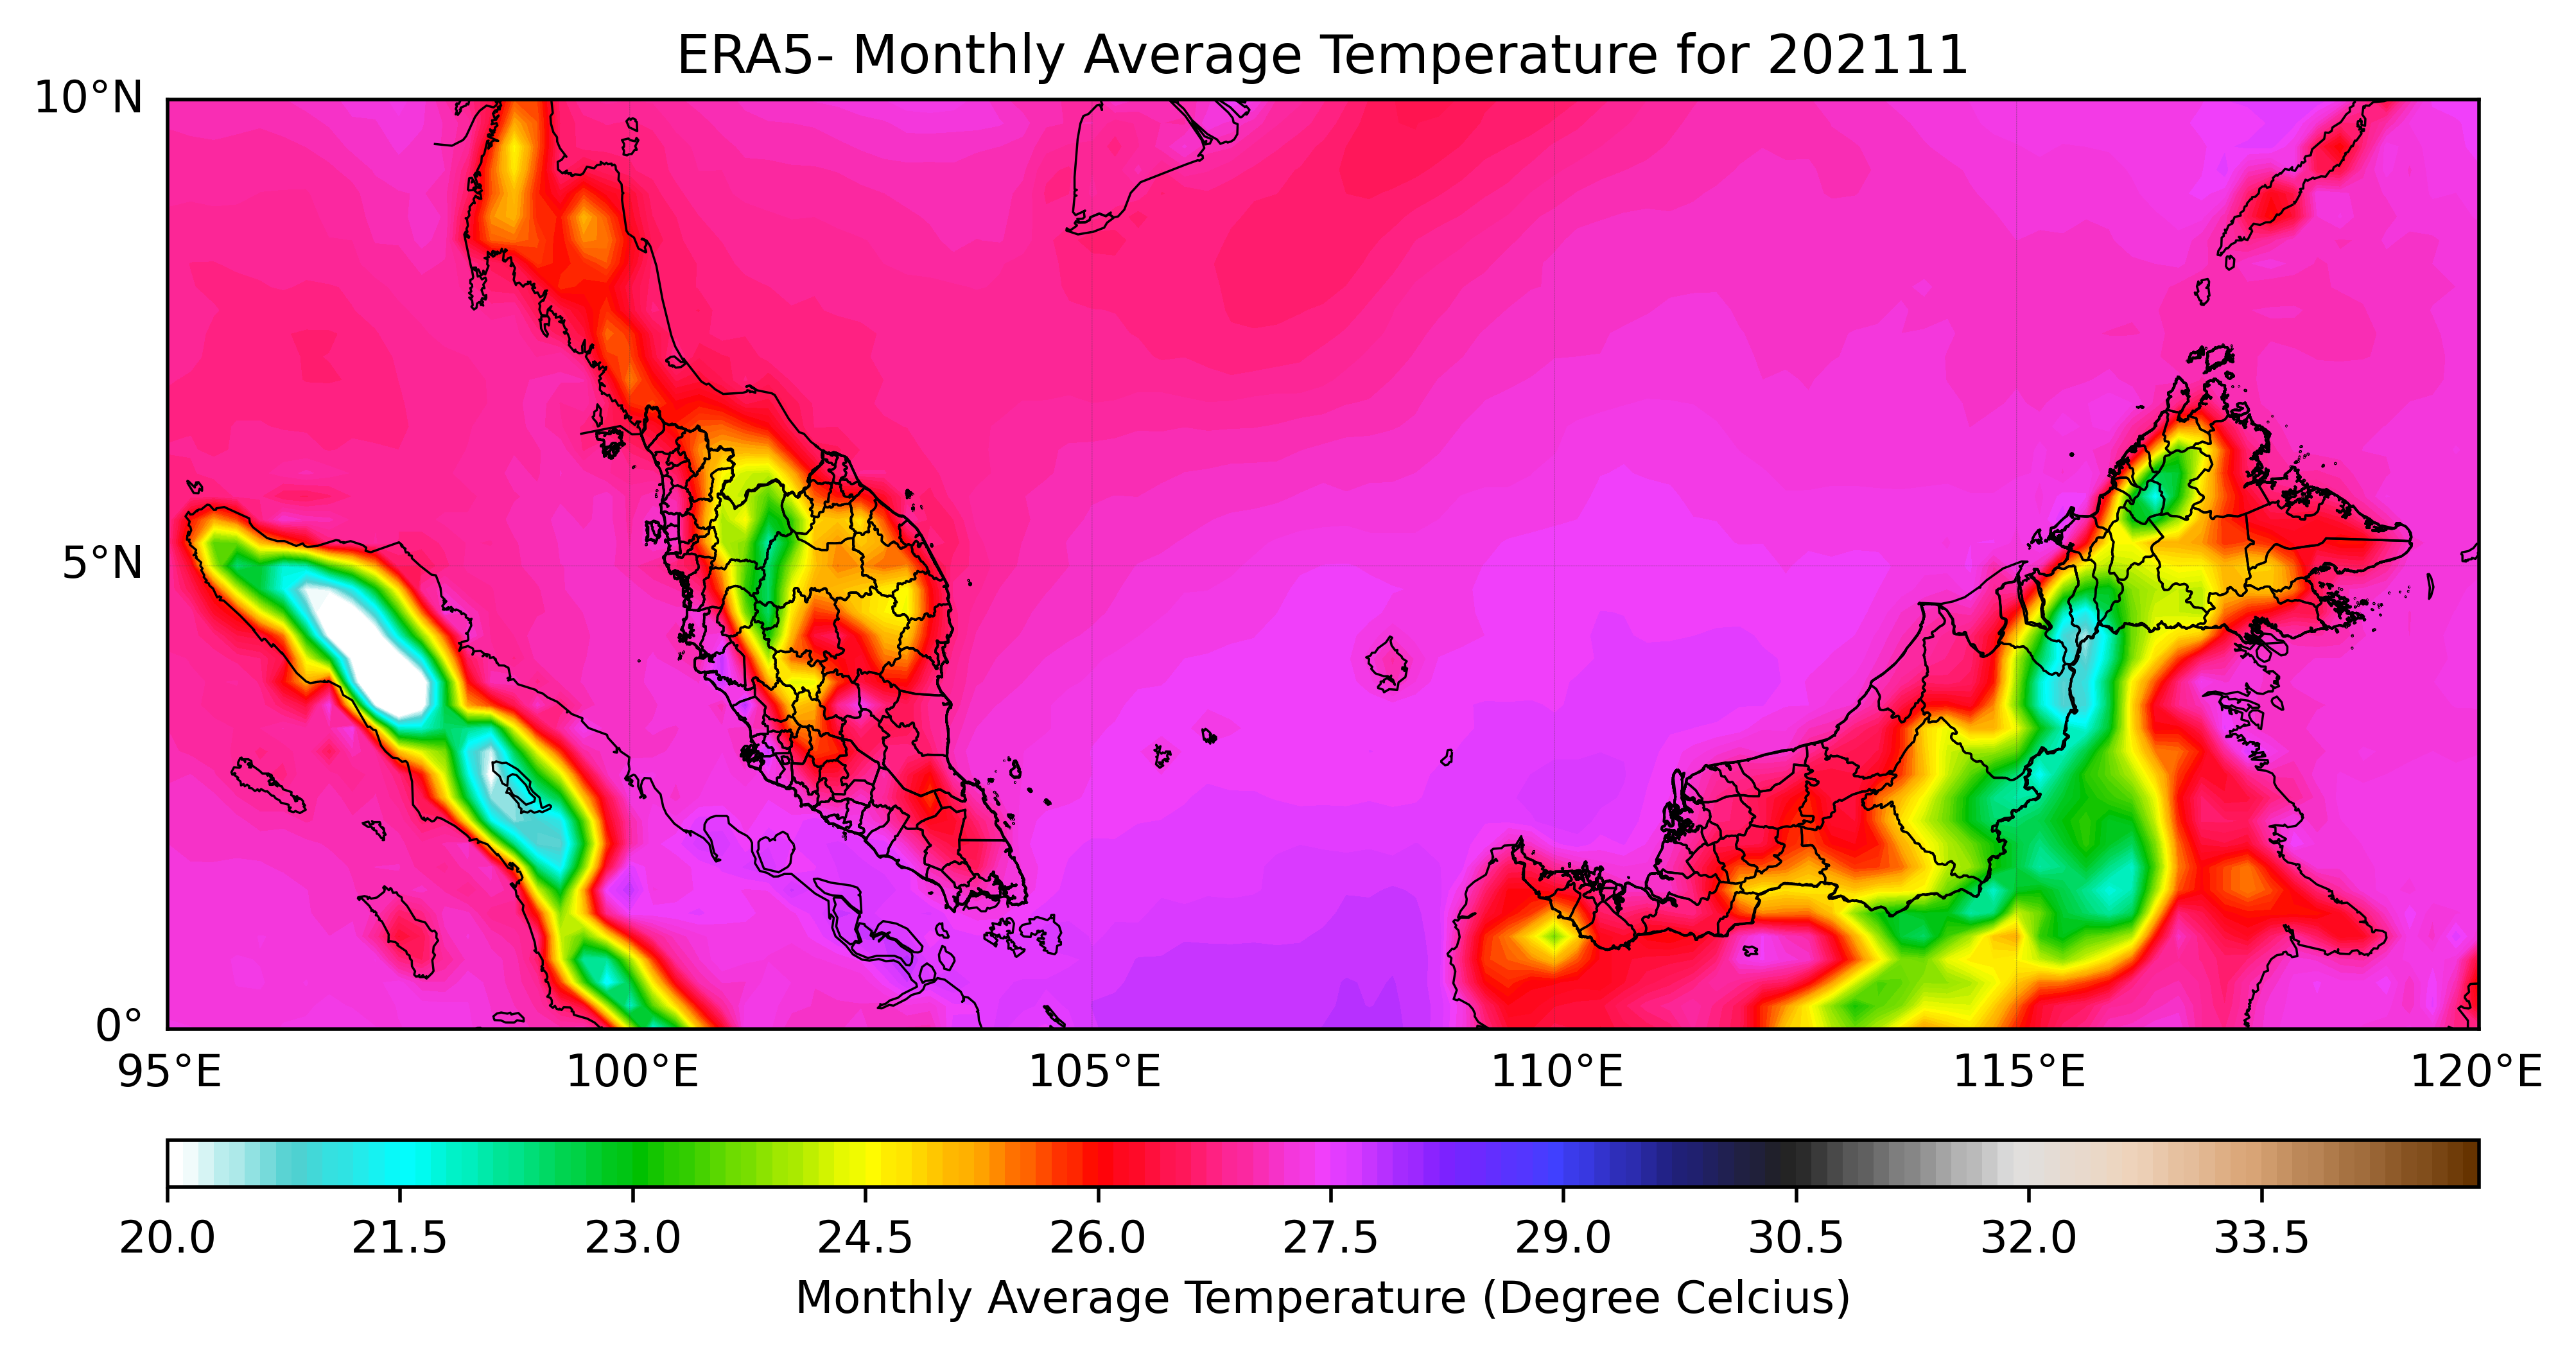 ERA5- Monthly Average Temperature for 202111
10°N
5°N
0°
95°E 100°E 105°E 110°E 115°E 120°E
20.0 21.5 23.0 24.5 26.0 27.5 29.0 30.5 32.0 33.5
Monthly Average Temperature (Degree Celcius)